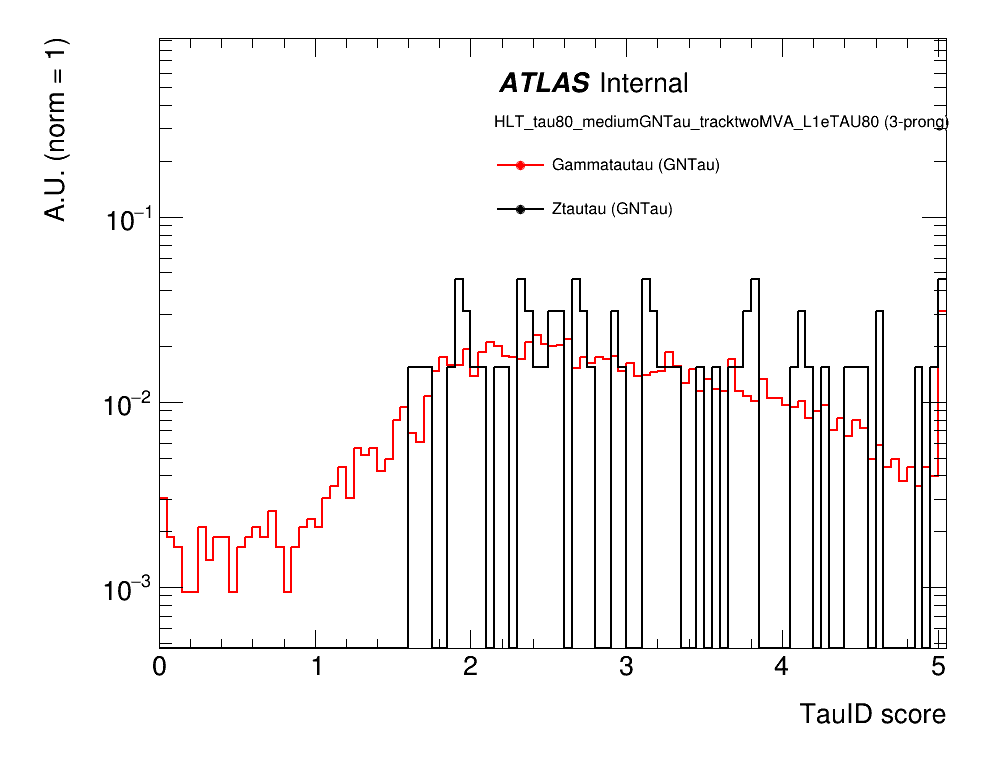 A.U. (norm = 1)
ATLAS Internal
HLT_tau80_mediumGNTau_tracktwoMVA_L1eTAU80 (3-prong)
Gammatautau (GNTau)
Ztautau (GNTau)
10⁻¹
10⁻²
10⁻³
0 1 2 3 4 5
TauID score